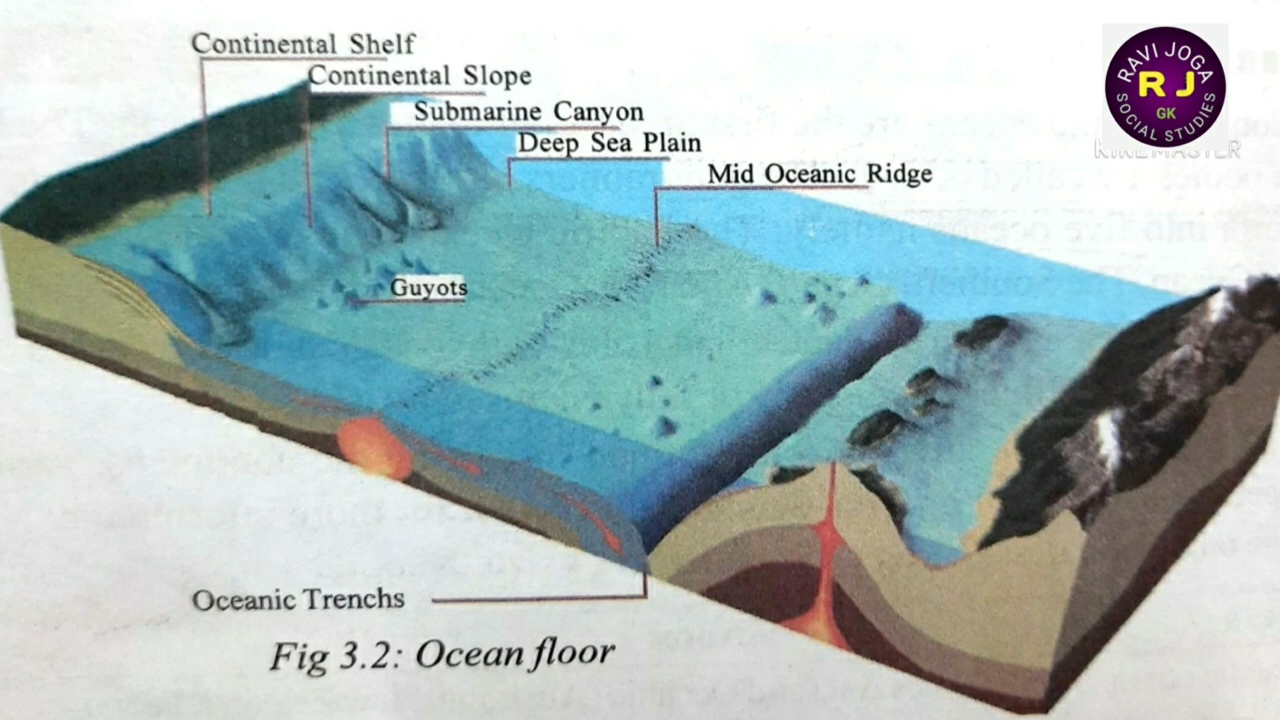 Continental Shelf
Continental Slope
Submarine Canyon
Deep Sea Plain
Mid Oceanic Ridge
Guyots
Oceanic Trenchs
Fig 3.2: Ocean floor
RAVI JOGA
RJ
GK
SOCIAL STUDIES
KINEMASTER